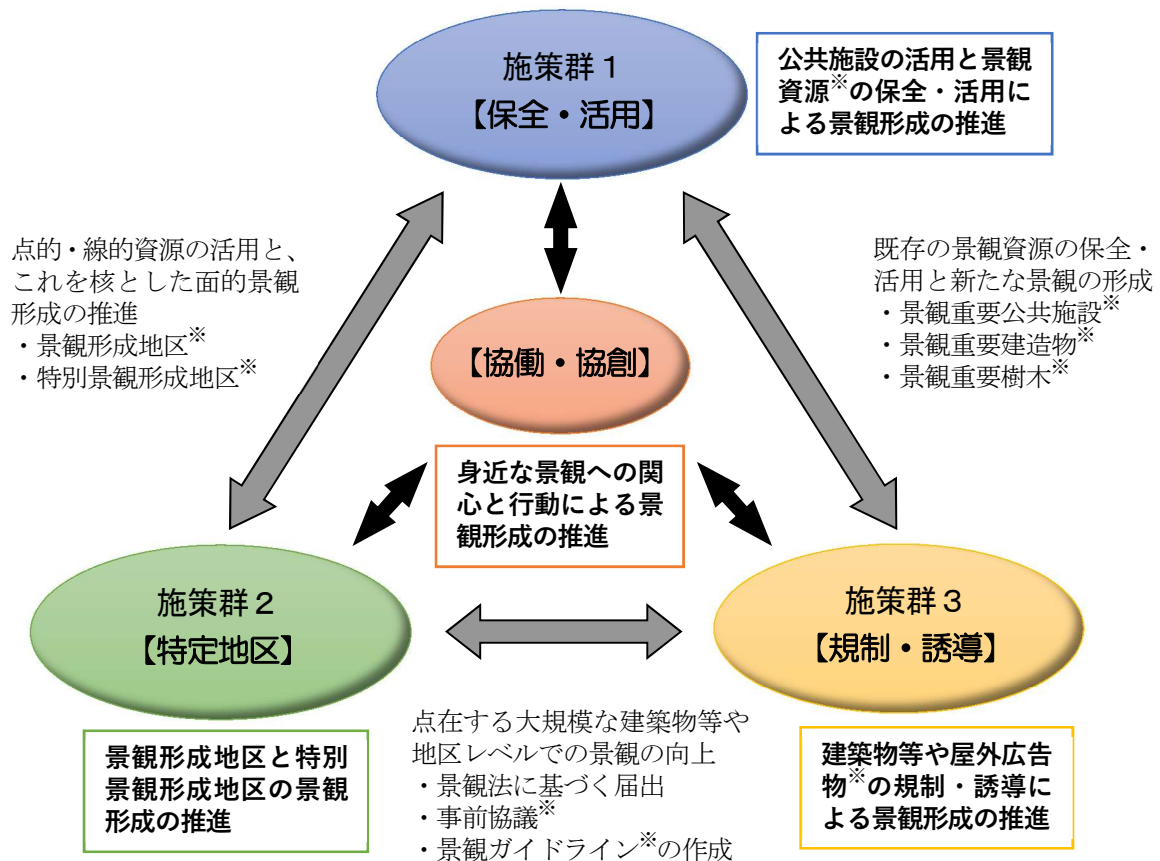 施策群1
【保全・活用】
公共施設の活用と景観
資源※の保全・活用に
よる景観形成の推進
点的・線的資源の活用と、
これを核とした面的景観
形成の推進
・景観形成地区※
・特別景観形成地区※
既存の景観資源の保全・
活用と新たな景観の形成
・景観重要公共施設※
・景観重要建造物※
・景観重要樹木※
【協働・協創】
身近な景観への関
心と行動による景
観形成の推進
施策群2
【特定地区】
景観形成地区と特別
景観形成地区の景観
形成の推進
施策群3
【規制・誘導】
建築物等や屋外広告
物※の規制・誘導に
よる景観形成の推進
点在する大規模な建築物等や
地区レベルでの景観の向上
・景観法に基づく届出
・事前協議※
・景観ガイドライン※の作成